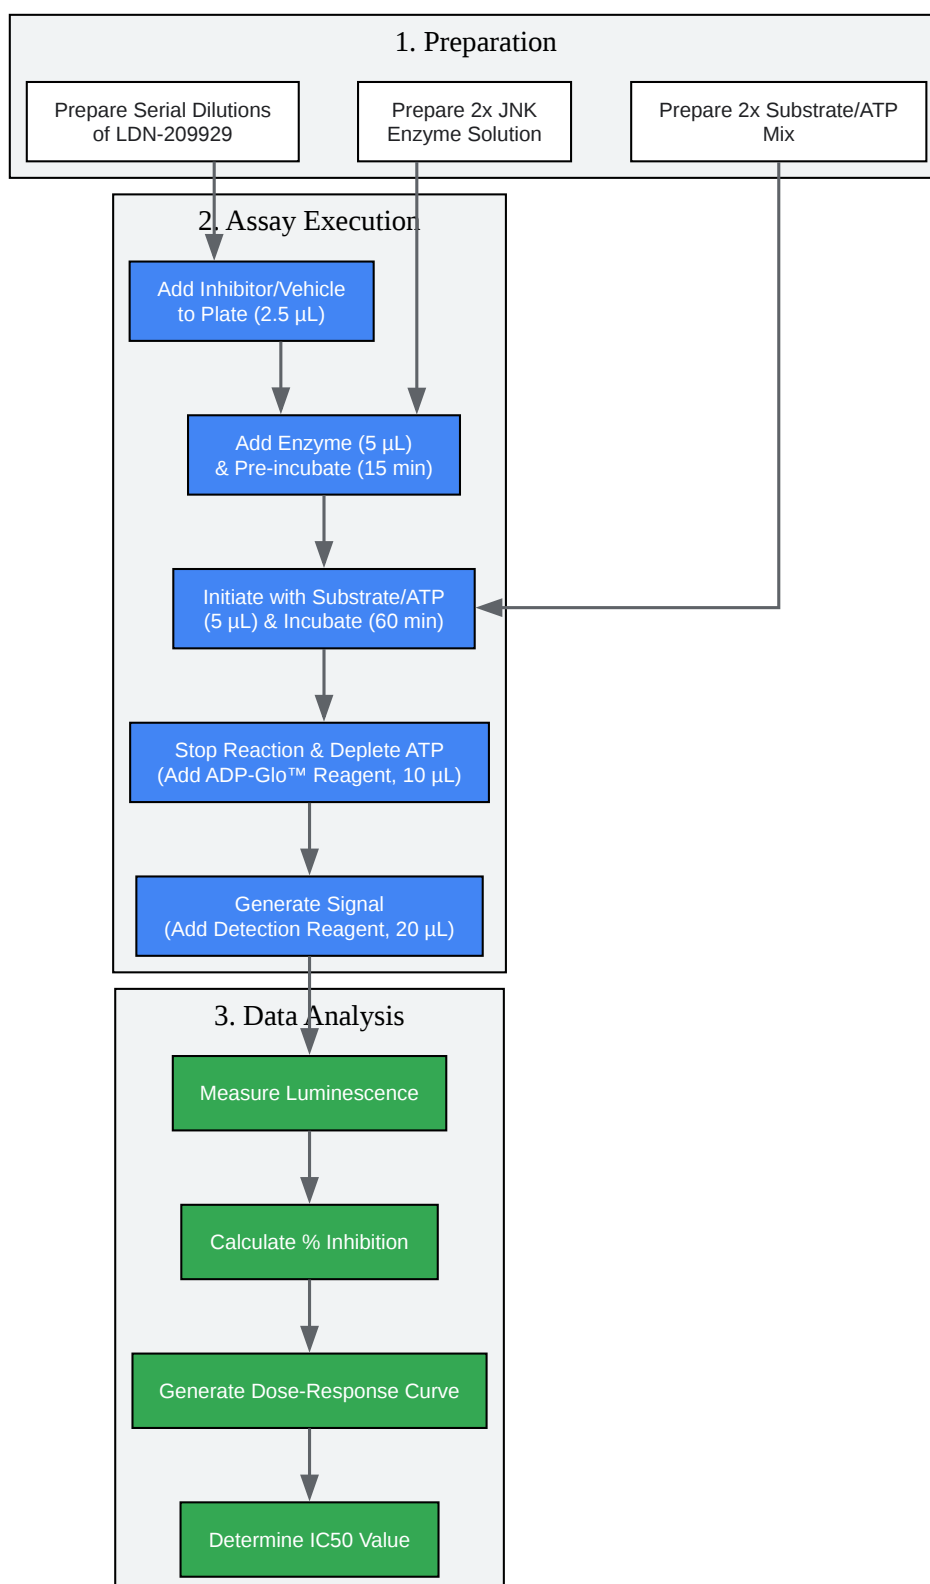 1. Preparation
Prepare Serial Dilutions
of LDN-209929
Prepare 2x JNK
Enzyme Solution
Prepare 2x Substrate/ATP
Mix
2. Assay Execution
Add Inhibitor/Vehicle
to Plate (2.5 µL)
Add Enzyme (5 µL)
& Pre-incubate (15 min)
Initiate with Substrate/ATP
(5 µL) & Incubate (60 min)
Stop Reaction & Deplete ATP
(Add ADP-Glo™ Reagent, 10 µL)
Generate Signal
(Add Detection Reagent, 20 µL)
3. Data Analysis
Measure Luminescence
Calculate % Inhibition
Generate Dose-Response Curve
Determine IC50 Value